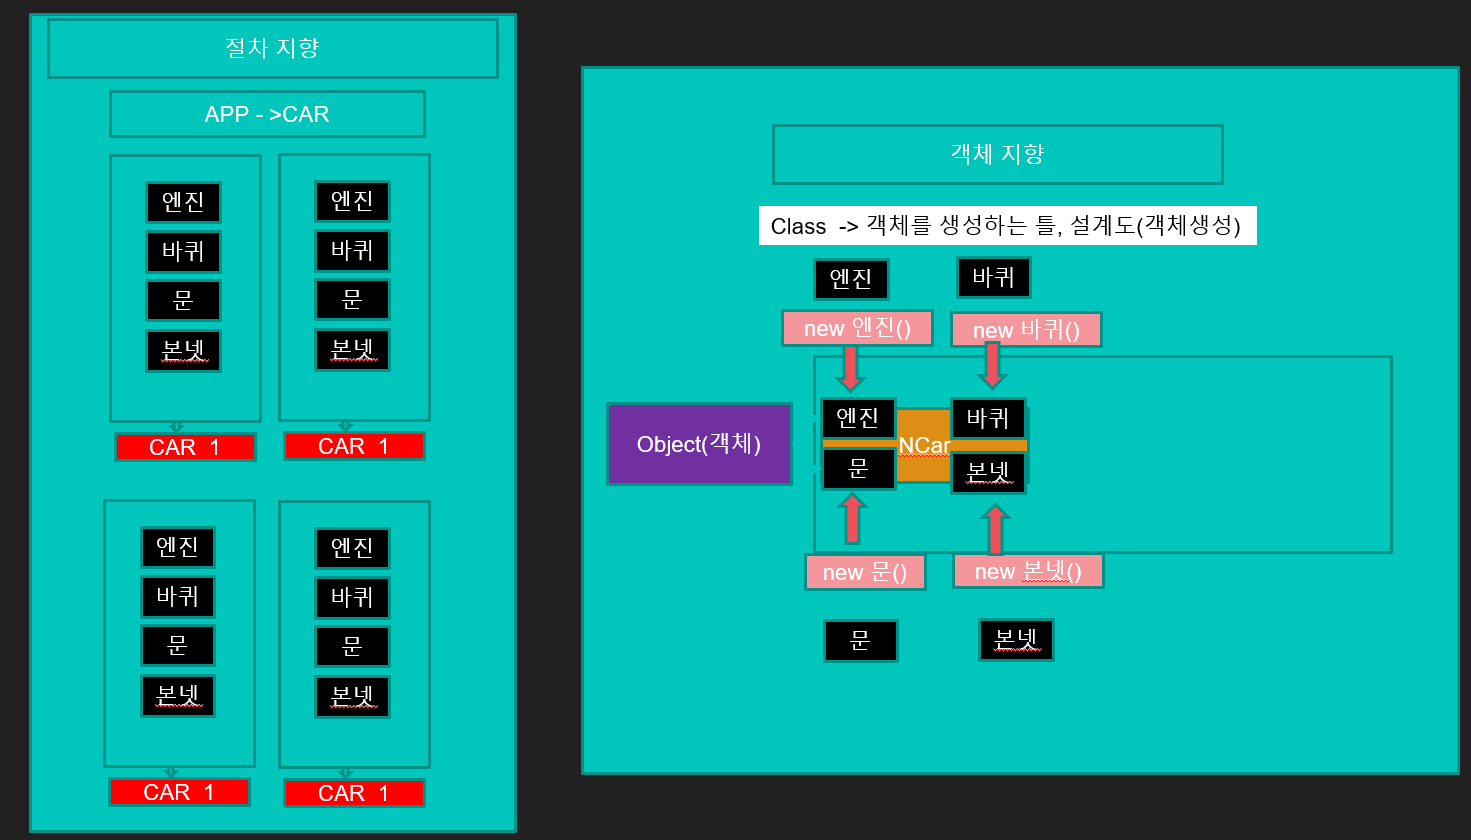 절차 지향
APP - >CAR
엔진
바퀴
문
본넷
CAR 1
엔진
바퀴
문
본넷
CAR 1
엔진
바퀴
문
본넷
CAR 1
엔진
바퀴
문
본넷
CAR 1
객체 지향
Class -> 객체를 생성하는 틀, 설계도(객체생성)
엔진
바퀴
new 엔진()
new 바퀴()
Object(객체)
엔진
바퀴
NCar
문
본넷
new 문()
new 본넷()
문
본넷